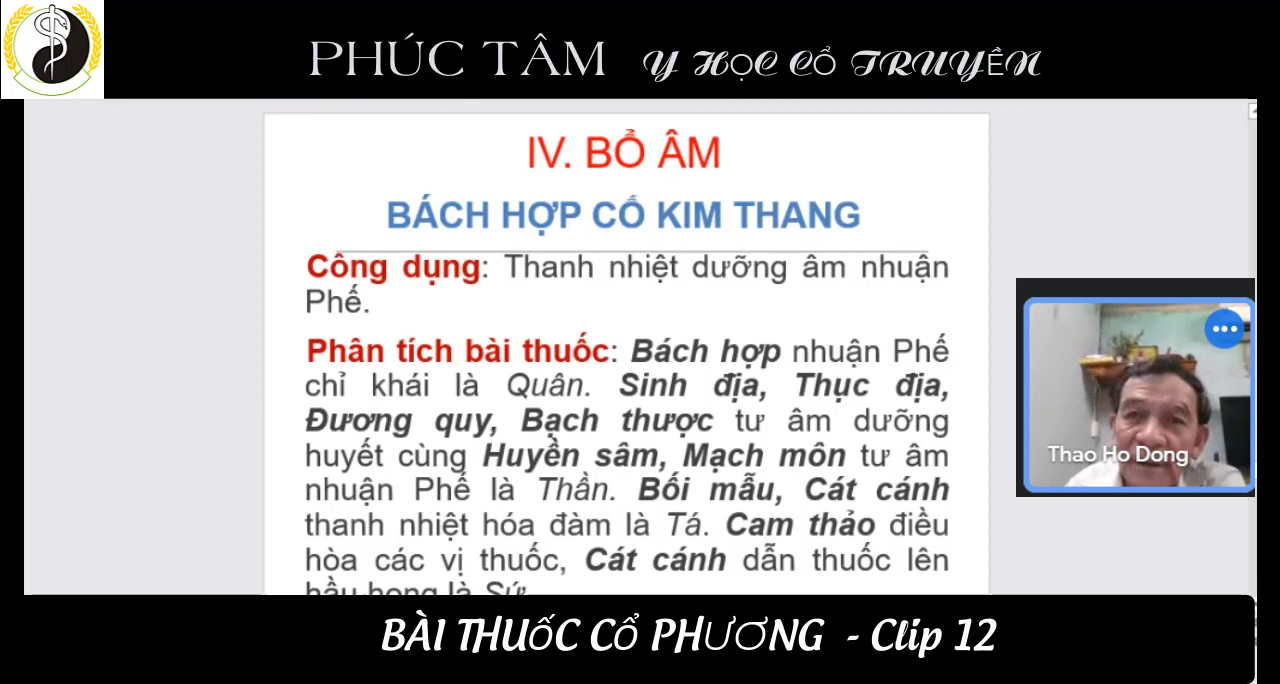 PHÚC TÂM Y HỌC CỔ TRUYỀN
IV. BỔ ÂM
BÁCH HỢP CỐ KIM THANG
Công dụng: Thanh nhiệt dưỡng âm nhuận
Phế.
Phân tích bài thuốc: Bách hợp nhuận Phế
chỉ khái là Quân. Sinh địa, Thục địa,
Đương quy, Bạch thược tư âm dưỡng
huyết cùng Huyền sâm, Mạch môn tư âm
nhuận Phế là Thần. Bối mẫu, Cát cánh
thanh nhiệt hóa đàm là Tá. Cam thảo điều
hòa các vị thuốc, Cát cánh dẫn thuốc lên
hầu họng là Sứ.
Thao Ho Dong
BÀI THUỐC CỔ PHƯƠNG - Clip 12